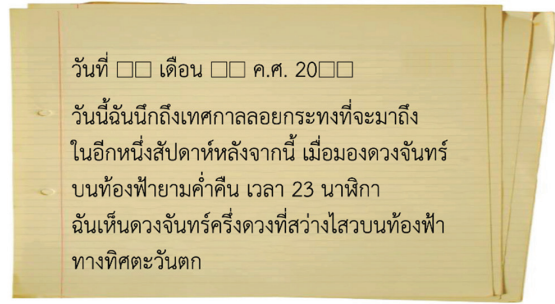 วันที่ □□ เดือน □□ ค.ศ. 20□□
วันนี้ฉันนึกถึงเทศกาลลอยกระทงที่จะมาถึง
ในอีกหนึ่งสัปดาห์หลังจากนี้ เมื่อมองดวงจันทร์
บนท้องฟ้ายามค่ำคืน เวลา 23 นาฬิกา
ฉันเห็นดวงจันทร์ครึ่งดวงที่สว่างไสวบนท้องฟ้า
ทางทิศตะวันตก